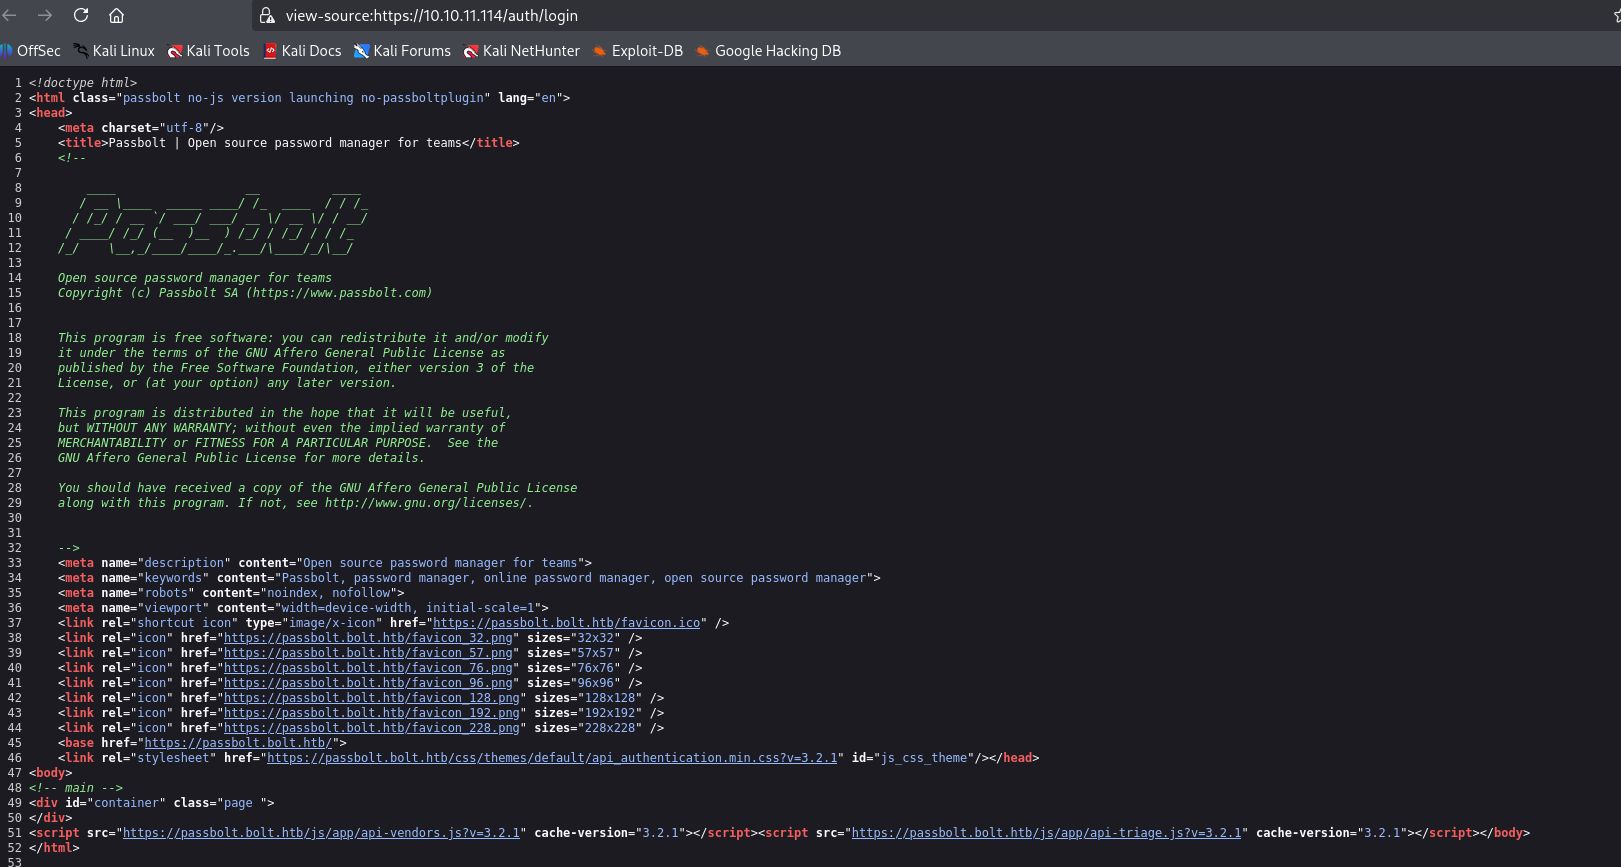 view-source:https://10.10.11.114/auth/login
OffSec Kali Linux Kali Tools Kali Docs Kali Forums Kali NetHunter Exploit-DB Google Hacking DB
1 <!doctype html>
2 <html class="passbolt no-js version launching no-passboltplugin" lang="en">
3 <head>
4     <meta charset="utf-8"/>
5     <title>Passbolt | Open source password manager for teams</title>
6     <!--
7
8         ____                  __          ____
9        / __ \____  _____ ____/ /_  ____  / / /_
10      / /_/ / __ `/ ___/ ___/ __ \/ __ \/ / __/
11     / ____/ /_/ (__  )__  ) /_/ / /_/ / / /_
12    /_/    \__,_/____/____/_.___/\____/_/\__/
13
14    Open source password manager for teams
15    Copyright (c) Passbolt SA (https://www.passbolt.com)
16
17
18    This program is free software: you can redistribute it and/or modify
19    it under the terms of the GNU Affero General Public License as
20    published by the Free Software Foundation, either version 3 of the
21    License, or (at your option) any later version.
22
23    This program is distributed in the hope that it will be useful,
24    but WITHOUT ANY WARRANTY; without even the implied warranty of
25    MERCHANTABILITY or FITNESS FOR A PARTICULAR PURPOSE.  See the
26    GNU Affero General Public License for more details.
27
28    You should have received a copy of the GNU Affero General Public License
29    along with this program. If not, see http://www.gnu.org/licenses/.
30
31
32    -->
33    <meta name="description" content="Open source password manager for teams">
34    <meta name="keywords" content="Passbolt, password manager, online password manager, open source password manager">
35    <meta name="robots" content="noindex, nofollow">
36    <meta name="viewport" content="width=device-width, initial-scale=1">
37    <link rel="shortcut icon" type="image/x-icon" href="https://passbolt.bolt.htb/favicon.ico" />
38    <link rel="icon" href="https://passbolt.bolt.htb/favicon_32.png" sizes="32x32" />
39    <link rel="icon" href="https://passbolt.bolt.htb/favicon_57.png" sizes="57x57" />
40    <link rel="icon" href="https://passbolt.bolt.htb/favicon_76.png" sizes="76x76" />
41    <link rel="icon" href="https://passbolt.bolt.htb/favicon_96.png" sizes="96x96" />
42    <link rel="icon" href="https://passbolt.bolt.htb/favicon_128.png" sizes="128x128" />
43    <link rel="icon" href="https://passbolt.bolt.htb/favicon_192.png" sizes="192x192" />
44    <link rel="icon" href="https://passbolt.bolt.htb/favicon_228.png" sizes="228x228" />
45    <base href="https://passbolt.bolt.htb/">
46    <link rel="stylesheet" href="https://passbolt.bolt.htb/css/themes/default/api_authentication.min.css?v=3.2.1" id="js_css_theme"/></head>
47 <body>
48 <!-- main -->
49 <div id="container" class="page ">
50 </div>
51 <script src="https://passbolt.bolt.htb/js/app/api-vendors.js?v=3.2.1" cache-version="3.2.1"></script><script src="https://passbolt.bolt.htb/js/app/api-triage.js?v=3.2.1" cache-version="3.2.1"></script></body>
52 </html>
53